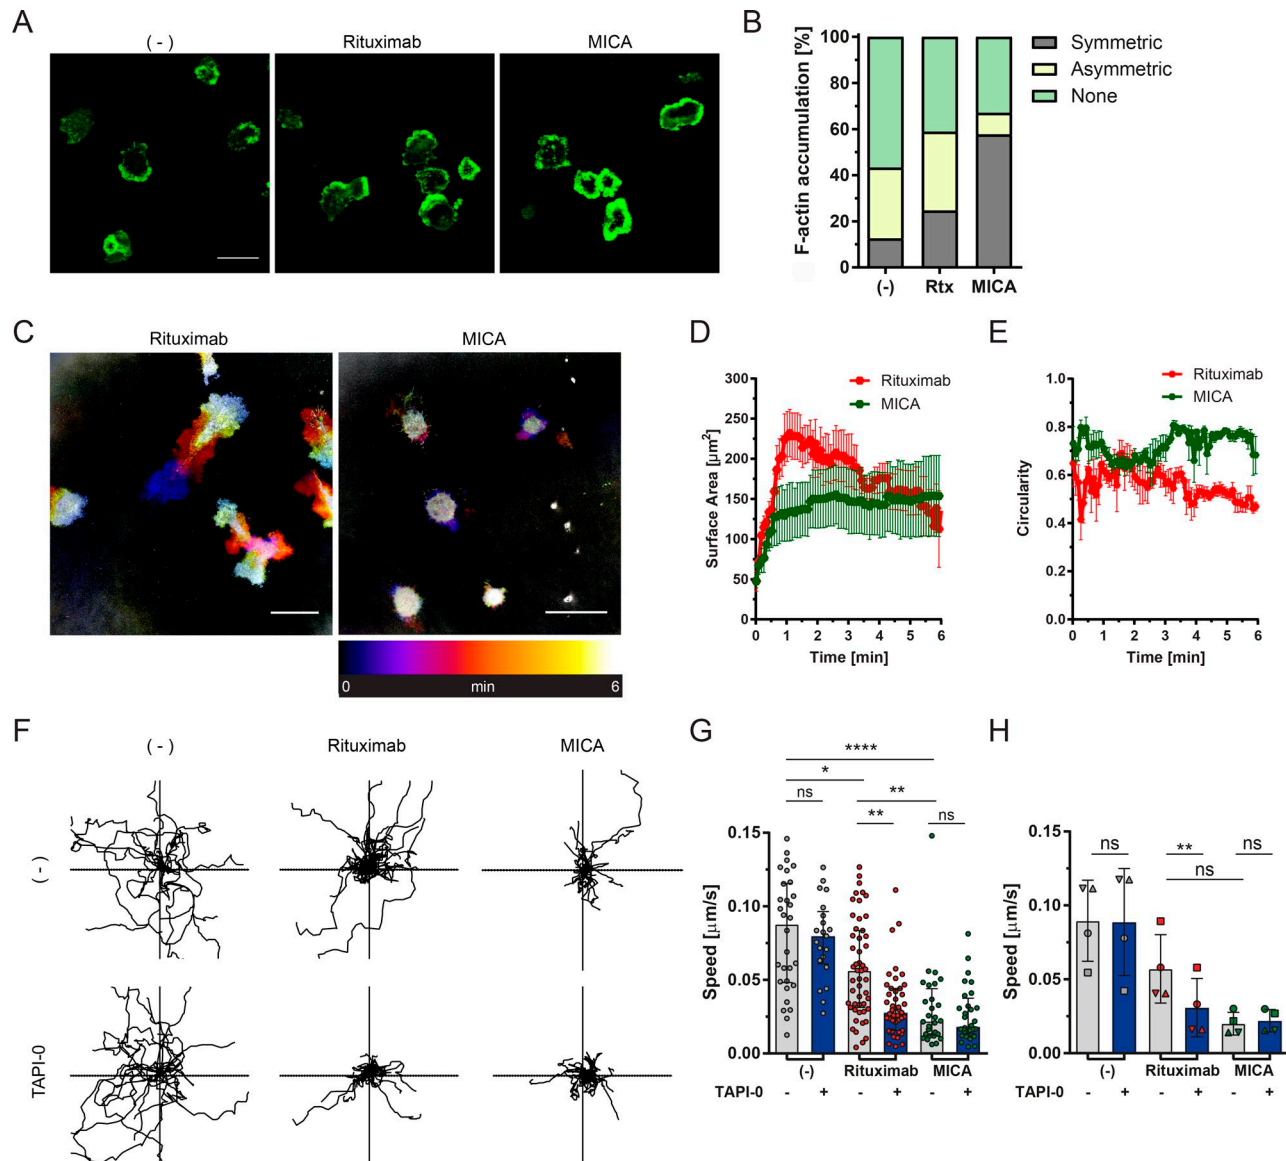 A
( - )
Rituximab
MICA
B
F-actin accumulation [%]
100
80
60
40
20
0
(-)
Rtx
MICA
Symmetric
Asymmetric
None
C
Rituximab
MICA
0
min
6
D
Surface Area [µm²]
300
250
200
150
100
50
0
0 1 2 3 4 5 6
Time [min]
Rituximab
MICA
E
Circularity
1.0
0.8
0.6
0.4
0.2
0.0
0 1 2 3 4 5 6
Time [min]
Rituximab
MICA
F
( - )
Rituximab
MICA
( - )
TAPI-0
G
Speed [µm/s]
****
*
ns
**
**
ns
0.15
0.10
0.05
0.00
(-)
Rituximab
MICA
TAPI-0 - + - + - +
H
Speed [µm/s]
ns
**
ns
ns
0.15
0.10
0.05
0.00
(-)
Rituximab
MICA
TAPI-0 - + - + - +